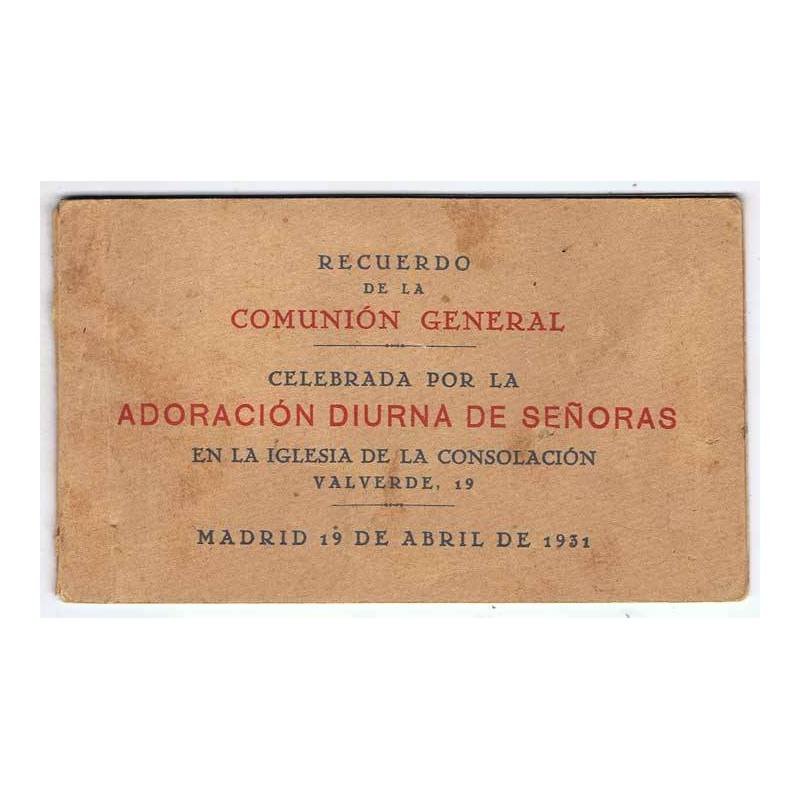 RECUERDO
DE LA
COMUNIÓN GENERAL
CELEBRADA POR LA
ADORACIÓN DIURNA DE SEÑORAS
EN LA IGLESIA DE LA CONSOLACIÓN
VALVERDE, 19
MADRID 19 DE ABRIL DE 1931